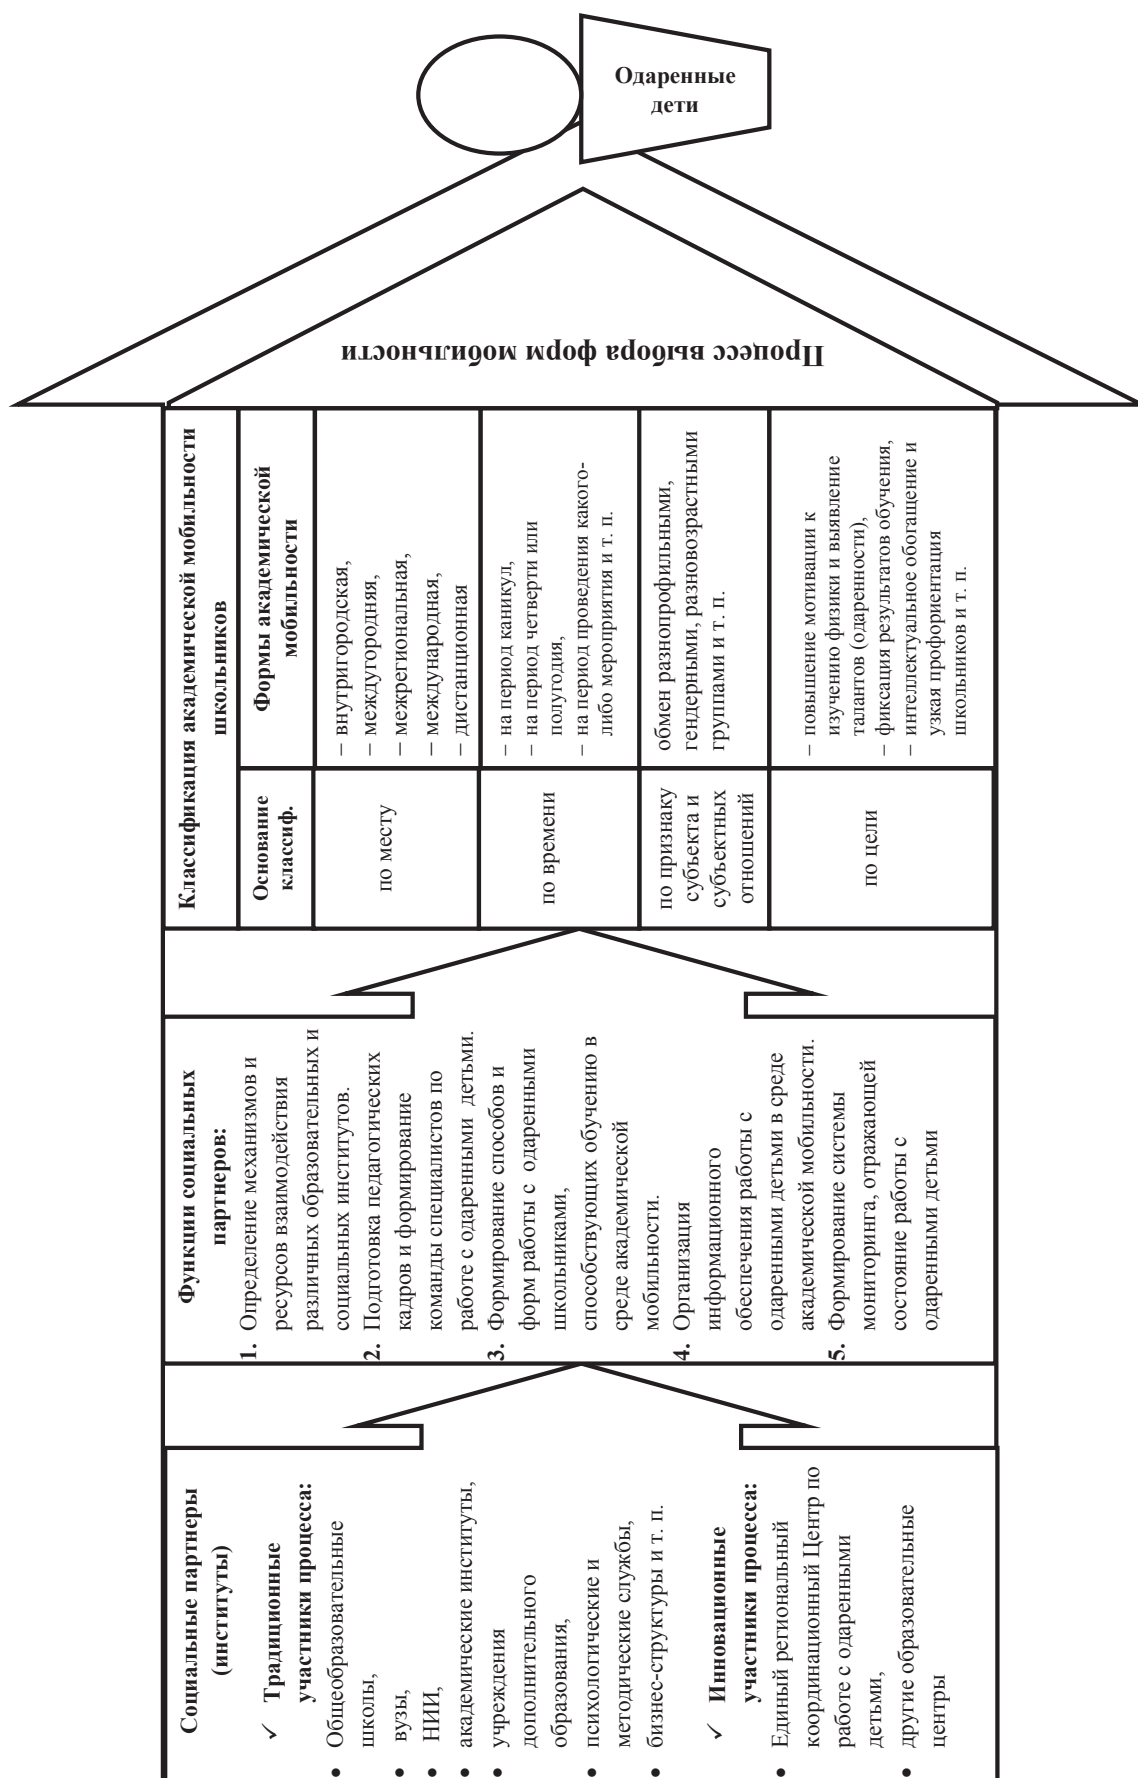 Социальные партнеры
(институты)
✓ Традиционные
участники процесса:
• Общеобразовательные
школы,
• вузы,
• НИИ,
• академические институты,
• учреждения
дополнительного
образования,
• психологические и
методические службы,
• бизнес-структуры и т. п.
✓ Инновационные
участники процесса:
• Единый региональный
координационный Центр по
работе с одаренными
детьми,
• другие образовательные
центры
Функции социальных
партнеров:
1. Определение механизмов и
ресурсов взаимодействия
различных образовательных и
социальных институтов.
2. Подготовка педагогических
кадров и формирование
команды специалистов по
работе с одаренными детьми.
3. Формирование способов и
форм работы с одаренными
школьниками,
способствующих обучению в
среде академической
мобильности.
4. Организация
информационного
обеспечения работы с
одаренными детьми в среде
академической мобильности.
5. Формирование системы
мониторинга, отражающей
состояние работы с
одаренными детьми
Классификация академической мобильности
школьников
Основание
классиф.
Формы академической
мобильности
по месту
– внутригородская,
– междугородняя,
– межрегиональная,
– международная,
– дистанционная
по времени
– на период каникул,
– на период четверти или
полугодия,
– на период проведения какого-
либо мероприятия и т. п.
по признаку
субъекта и
субъектных
отношений
обмен разнопрофильными,
гендерными, разновозрастными
группами и т. п.
по цели
– повышение мотивации к
изучению физики и выявление
талантов (одаренности),
– фиксация результатов обучения,
– интеллектуальное обогащение и
узкая профориентация
школьников и т. п.
Процесс выбора форм мобильности
Одаренные
дети